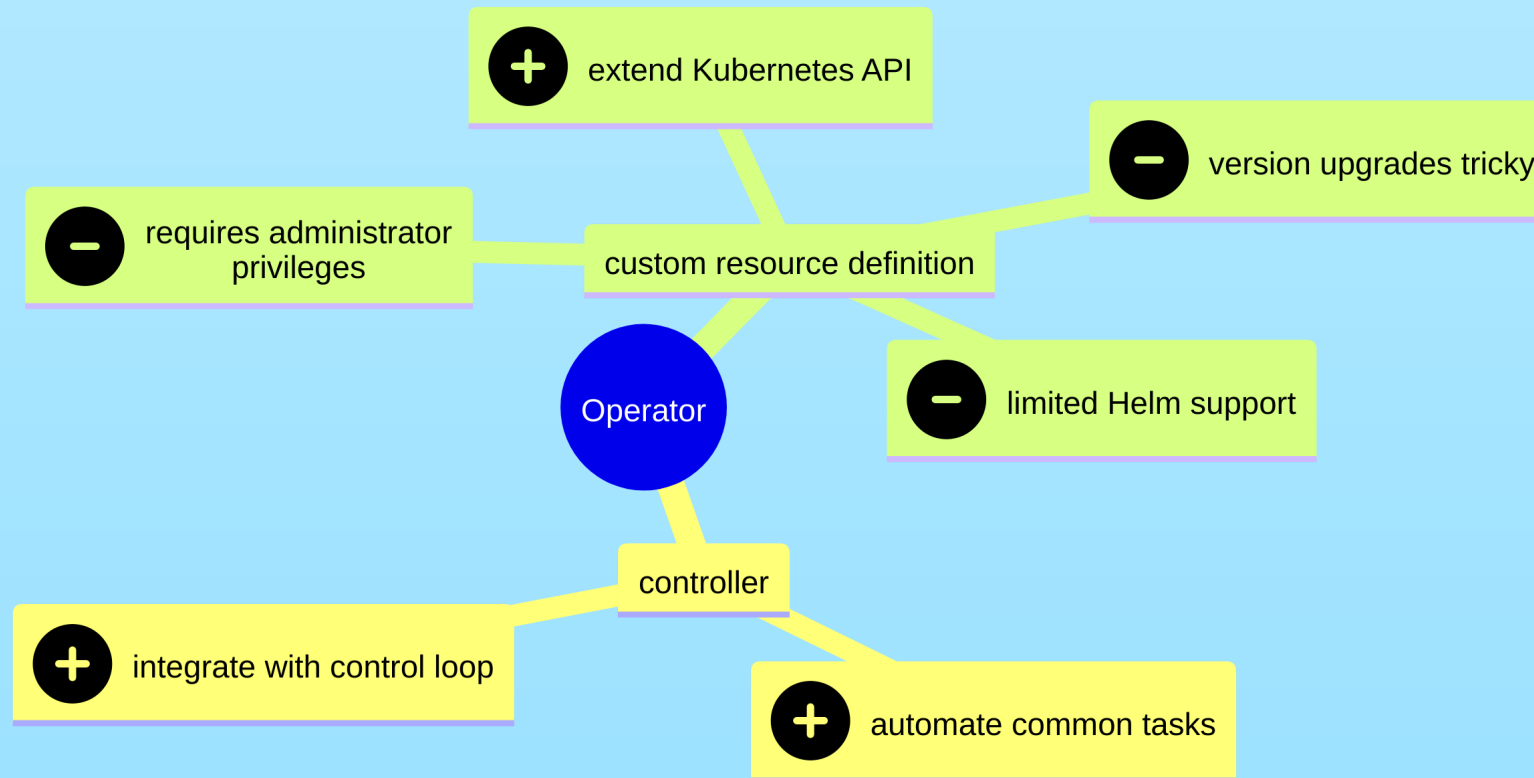 extend Kubernetes API
version upgrades tricky
requires administrator
privileges
custom resource definition
limited Helm support
Operator
controller
integrate with control loop
automate common tasks